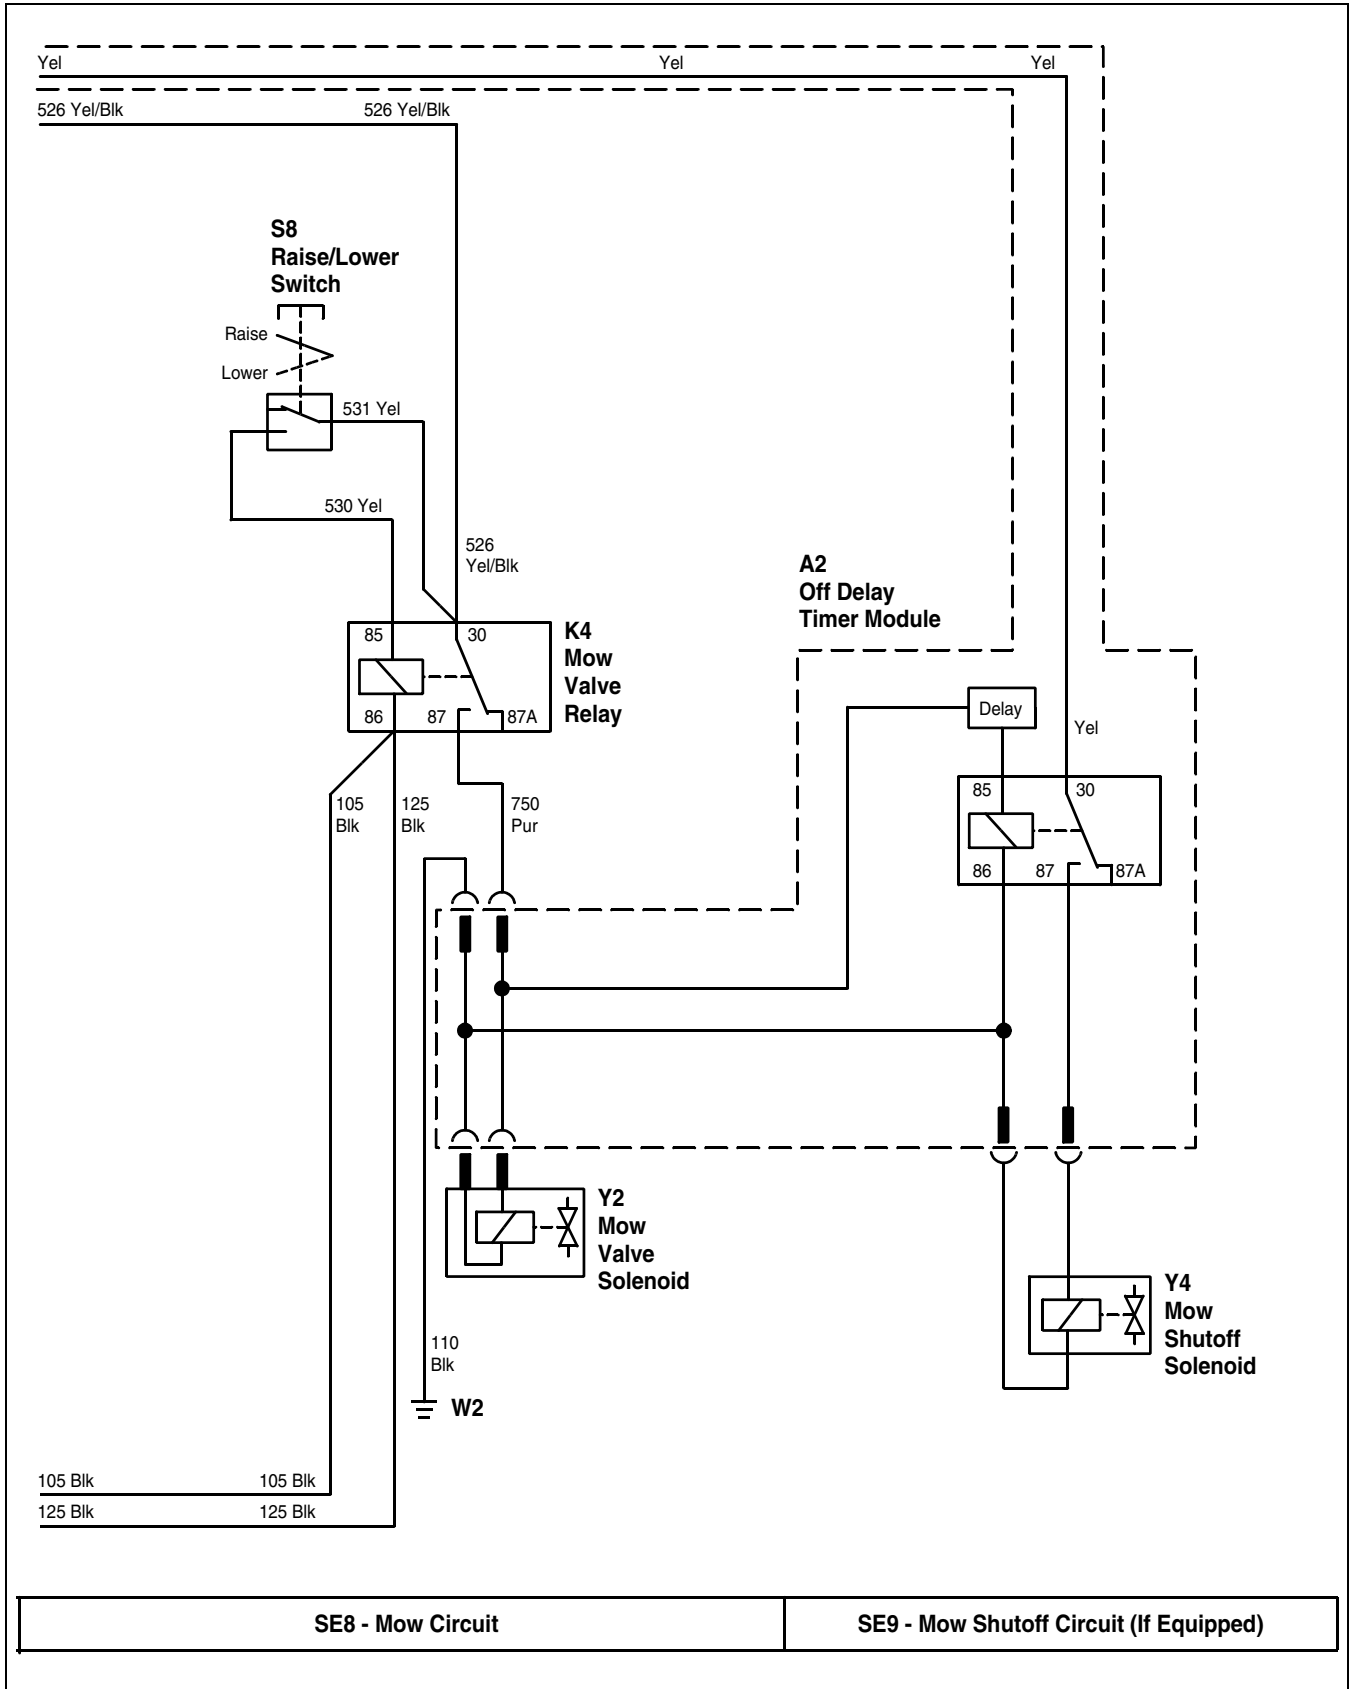 Yel Yel Yel
526 Yel/Blk 526 Yel/Blk
S8
Raise/Lower
Switch
Raise
Lower
531 Yel
530 Yel
526
Yel/Blk
A2
Off Delay
Timer Module
85 30
K4
Mow
Valve
Relay
86 87 87A
Delay
Yel
85 30
86 87 87A
105
Blk
125
Blk
750
Pur
Y2
Mow
Valve
Solenoid
Y4
Mow
Shutoff
Solenoid
110
Blk
W2
105 Blk 105 Blk
125 Blk 125 Blk
SE8 - Mow Circuit SE9 - Mow Shutoff Circuit (If Equipped)